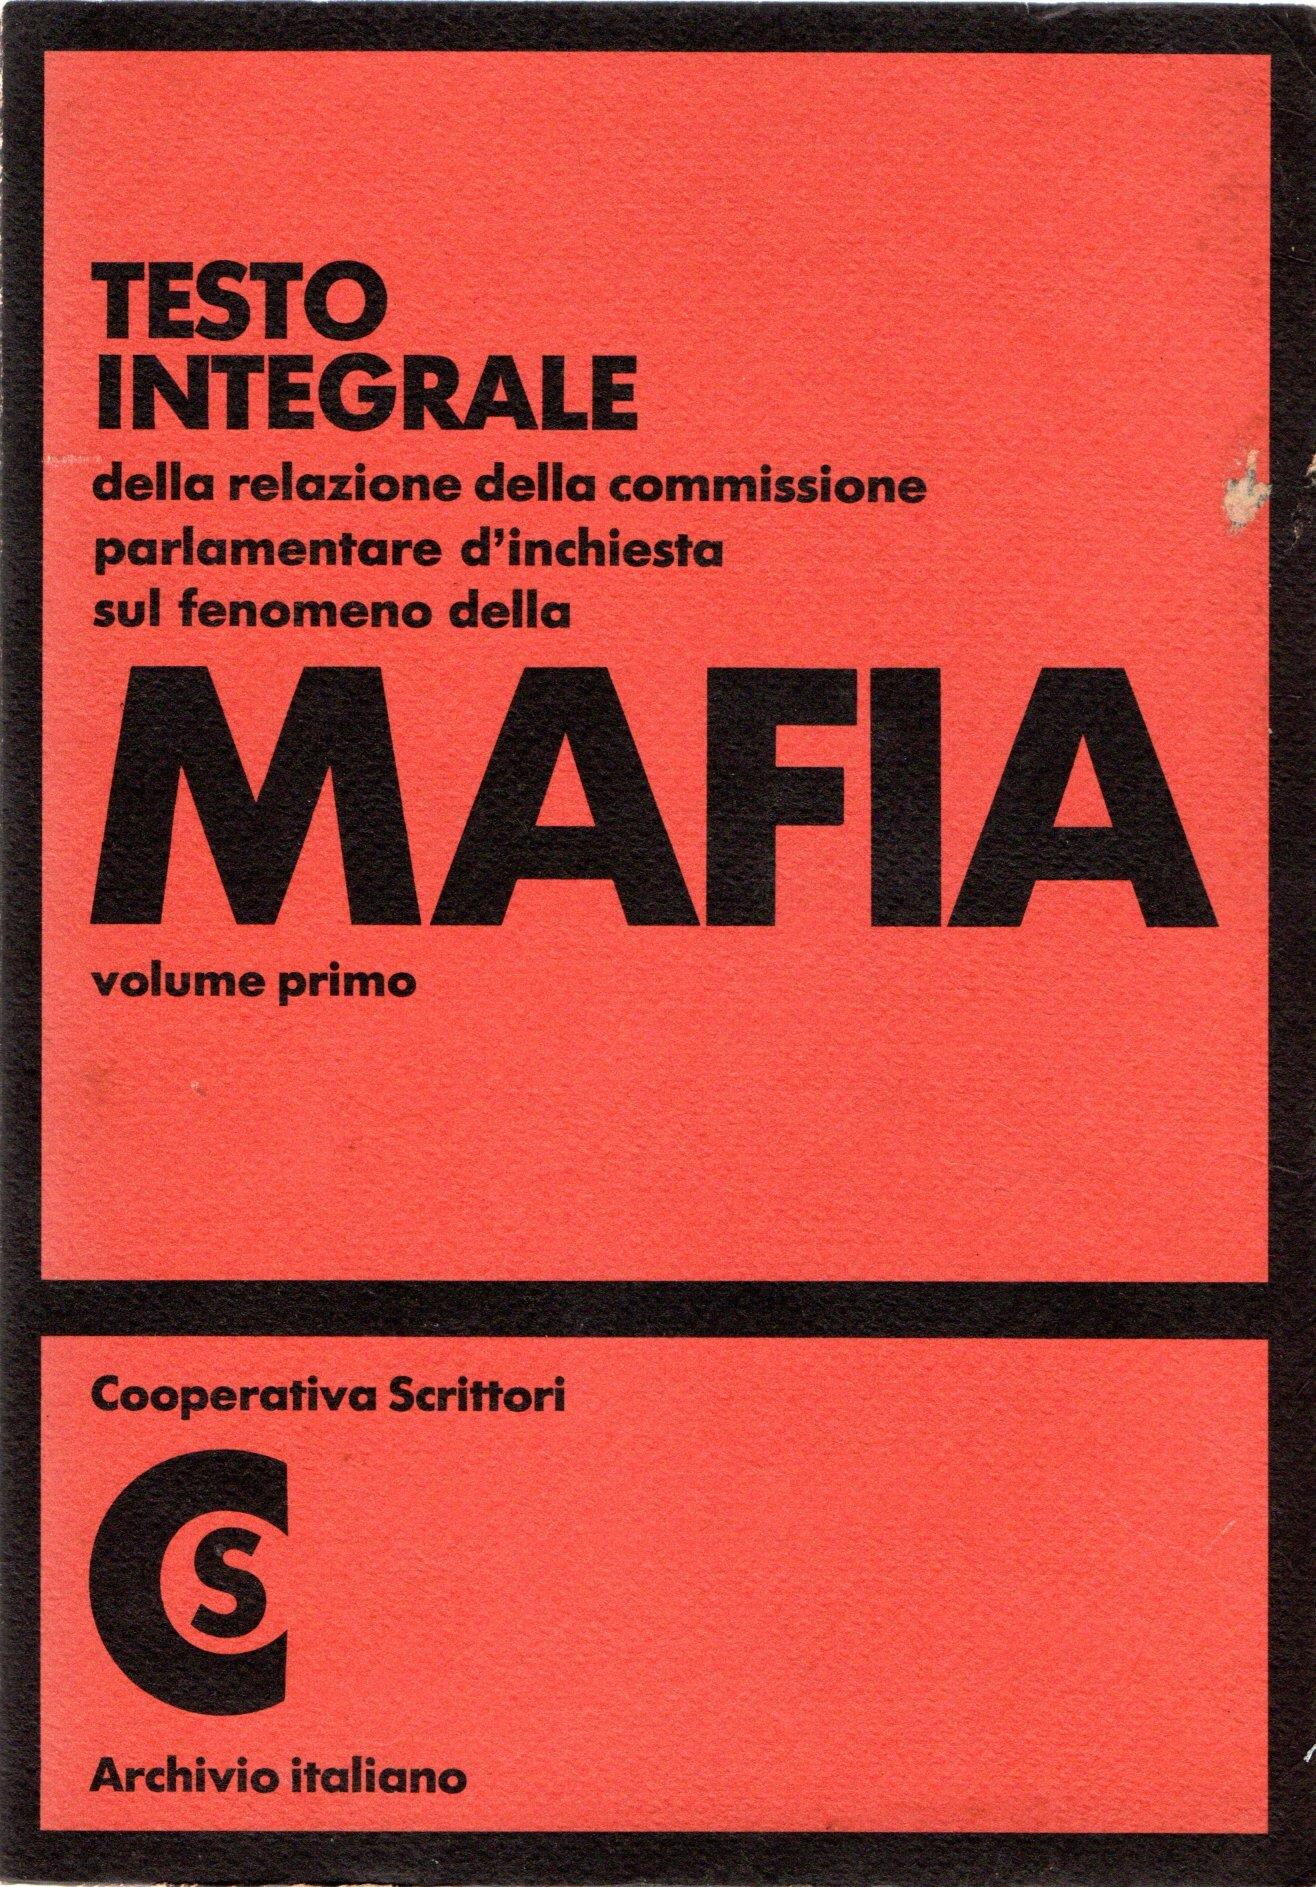 TESTO
INTEGRALE
della relazione della commissione
parlamentare d'inchiesta
sul fenomeno della
MAFIA
volume primo
Cooperativa Scrittori
CS
Archivio italiano